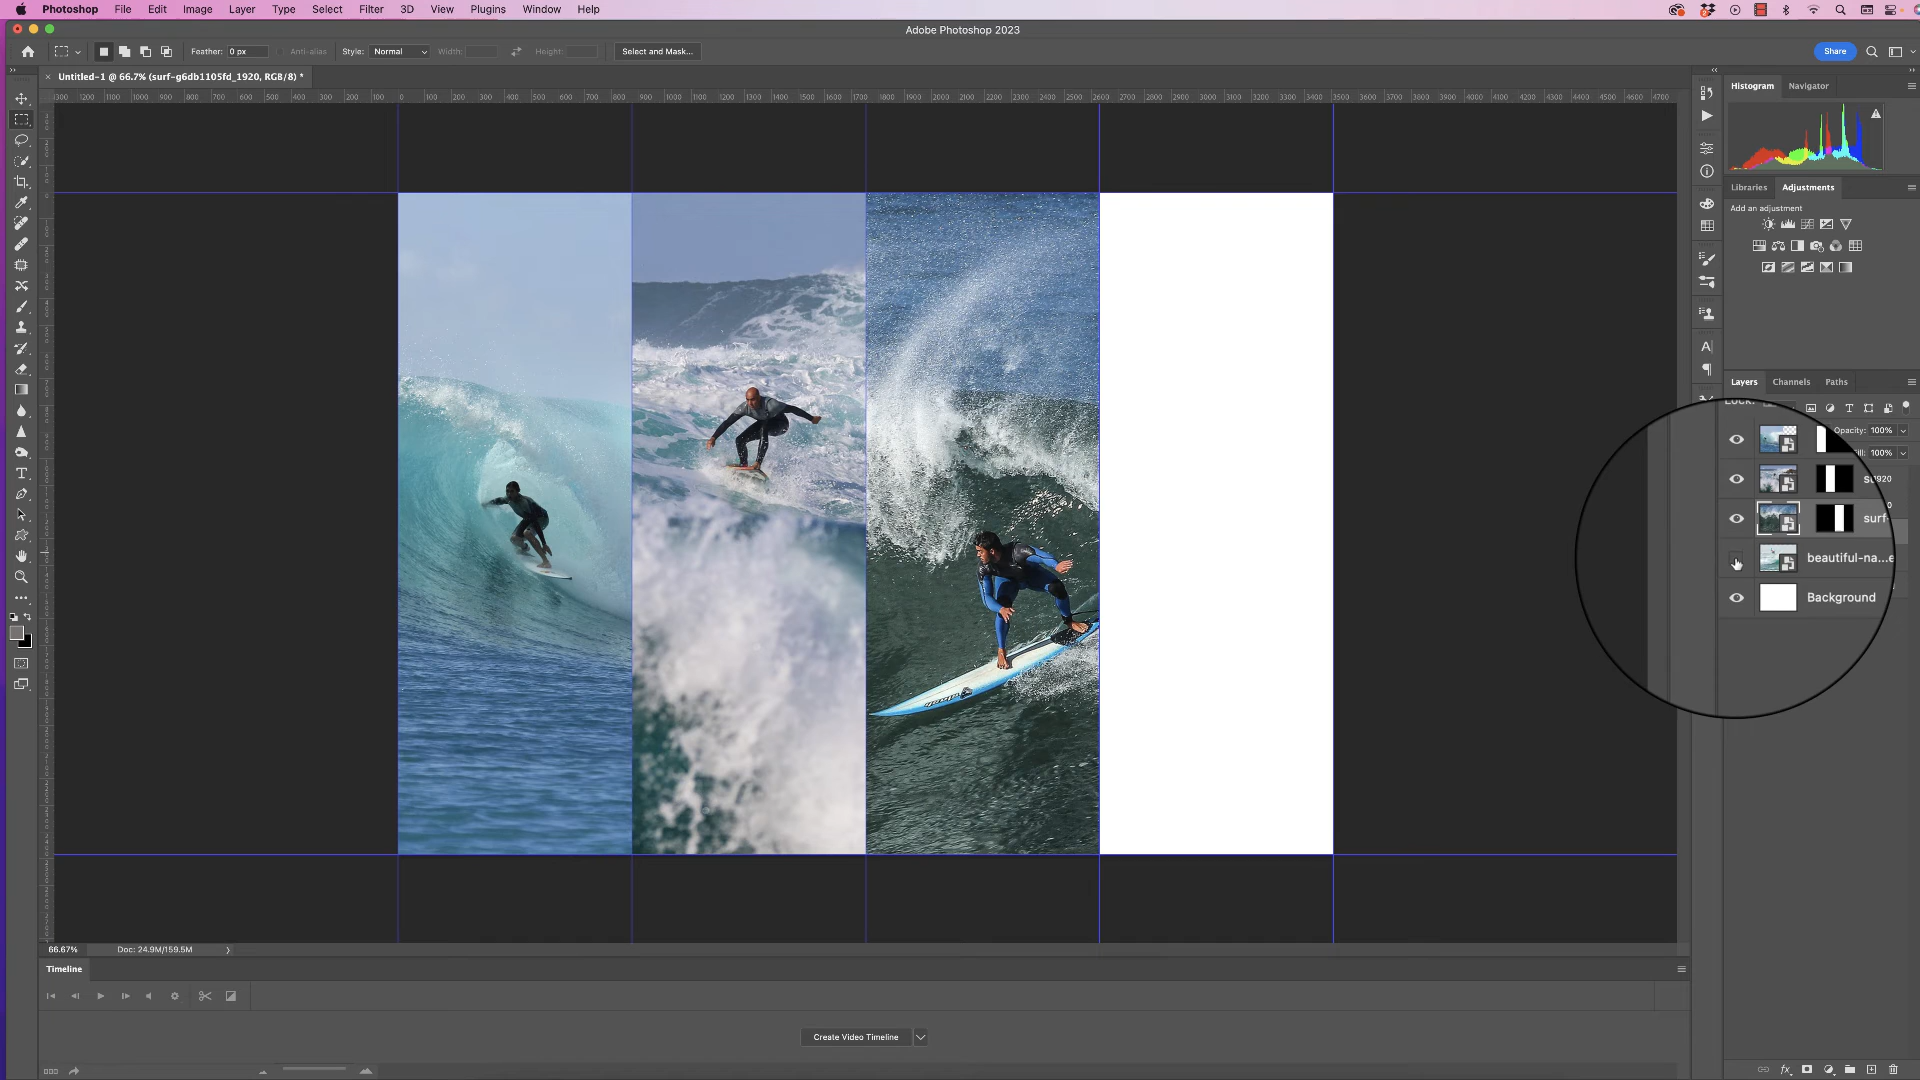 Photoshop File Edit Image Layer Type Select Filter 3D View Plugins Window Help
Adobe Photoshop 2023
Feather: 0 px Anti-alias Style: Normal Width: Height: Select and Mask... Share
Untitled-1 @ 66.7% (surf-g6db1105fd_1920, RGB/8) *
Histogram Navigator
Libraries Adjustments
Add an adjustment
Layers Channels Paths
Opacity: 100%
100%
beautiful-na...e
Background
66.67% Doc: 24.9M/159.5M
Timeline
Create Video Timeline